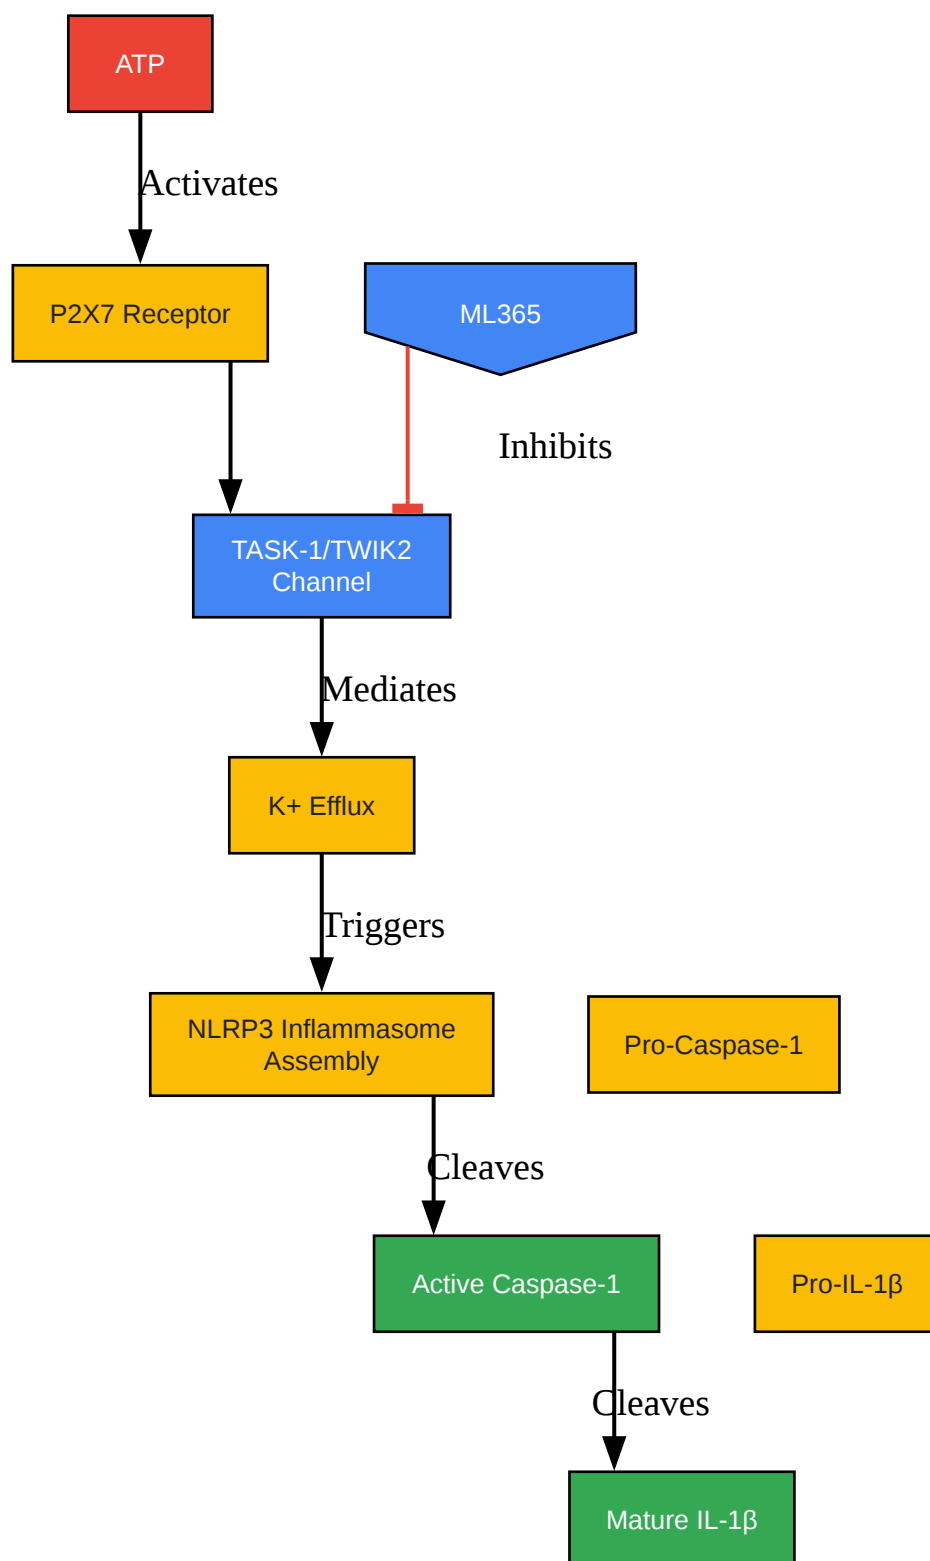 ATP
Activates
P2X7 Receptor
ML365
Inhibits
TASK-1/TWIK2
Channel
Mediates
K+ Efflux
Triggers
NLRP3 Inflammasome
Assembly
Pro-Caspase-1
Cleaves
Active Caspase-1
Pro-IL-1β
Cleaves
Mature IL-1β